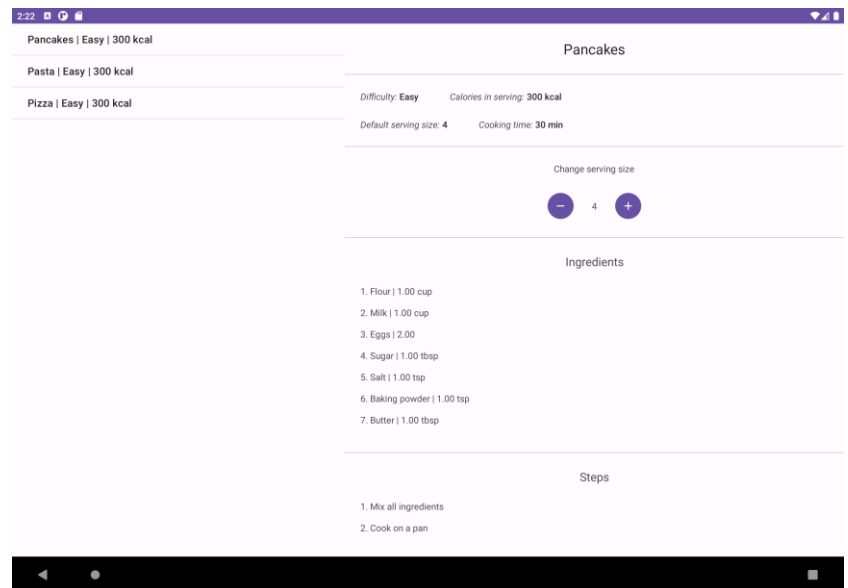 2:22
Pancakes | Easy | 300 kcal
Pasta | Easy | 300 kcal
Pizza | Easy | 300 kcal
Pancakes
Difficulty: Easy Calories in serving: 300 kcal
Default serving size: 4 Cooking time: 30 min
Change serving size
− 4 +
Ingredients
1. Flour | 1.00 cup
2. Milk | 1.00 cup
3. Eggs | 2.00
4. Sugar | 1.00 tbsp
5. Salt | 1.00 tsp
6. Baking powder | 1.00 tsp
7. Butter | 1.00 tbsp
Steps
1. Mix all ingredients
2. Cook on a pan